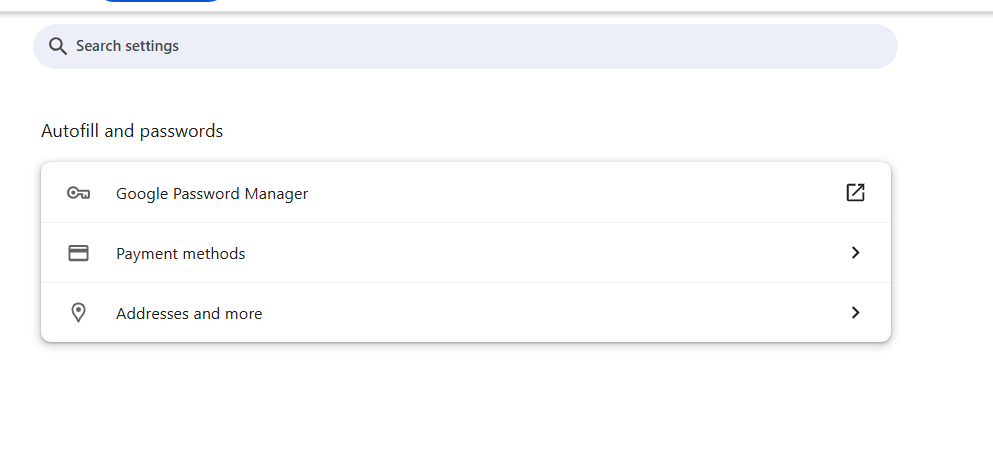 Search settings
Autofill and passwords
Google Password Manager
Payment methods
Addresses and more